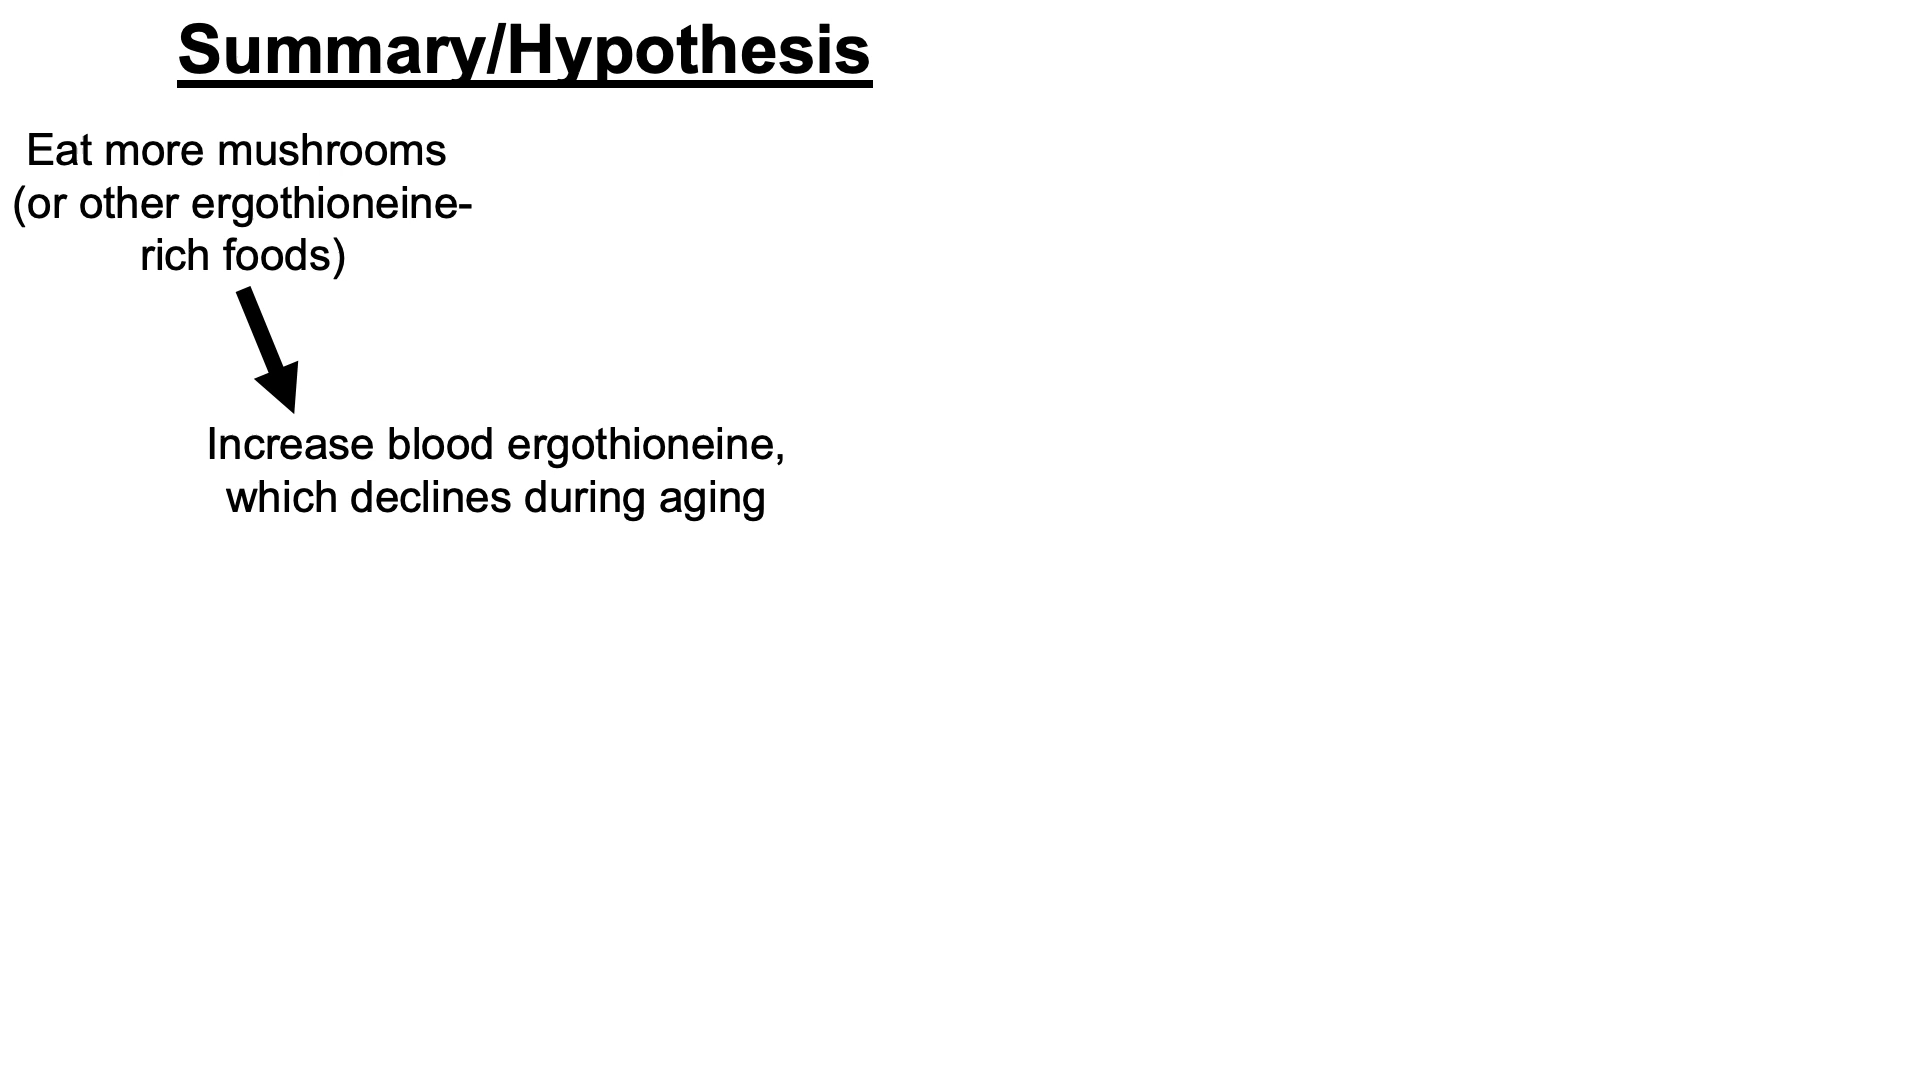 Summary/Hypothesis
Eat more mushrooms
(or other ergothioneine-
rich foods)
Increase blood ergothioneine,
which declines during aging